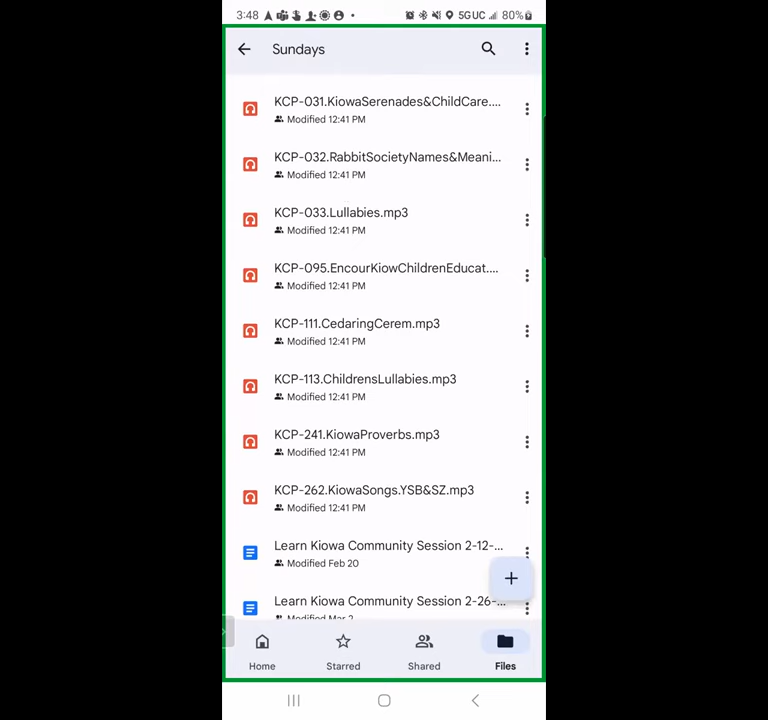 3:48
5GUC 80%
Sundays
KCP-031.KiowaSerenades&ChildCare....
Modified 12:41 PM
KCP-032.RabbitSocietyNames&Meani...
Modified 12:41 PM
KCP-033.Lullabies.mp3
Modified 12:41 PM
KCP-095.EncourKiowChildrenEducat....
Modified 12:41 PM
KCP-111.CedaringCerem.mp3
Modified 12:41 PM
KCP-113.ChildrensLullabies.mp3
Modified 12:41 PM
KCP-241.KiowaProverbs.mp3
Modified 12:41 PM
KCP-262.KiowaSongs.YSB&SZ.mp3
Modified 12:41 PM
Learn Kiowa Community Session 2-12-...
Modified Feb 20
Learn Kiowa Community Session 2-26-...
Modified Mar 2
Home
Starred
Shared
Files